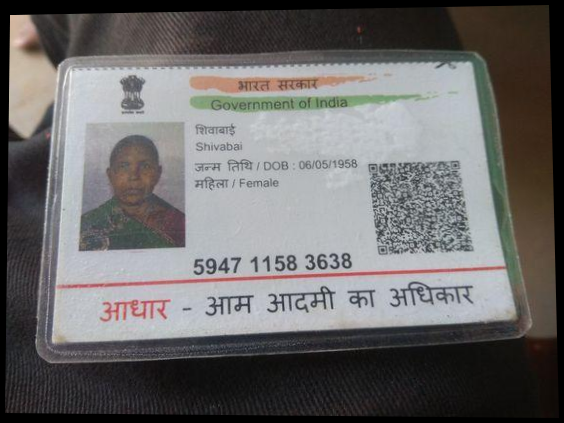 भारत सरकार
Government of India
शिवाबाई
Shivabai
जन्म तिथि / DOB : 06/05/1958
महिला / Female
5947 1158 3638
आधार - आम आदमी का अधिकार